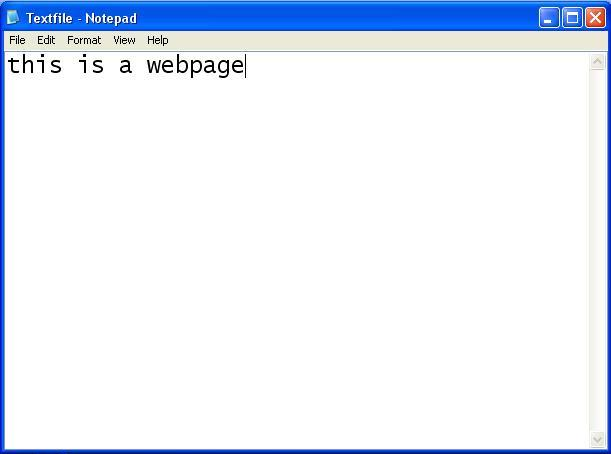 Textfile - Notepad
File Edit Format View Help
this is a webpage